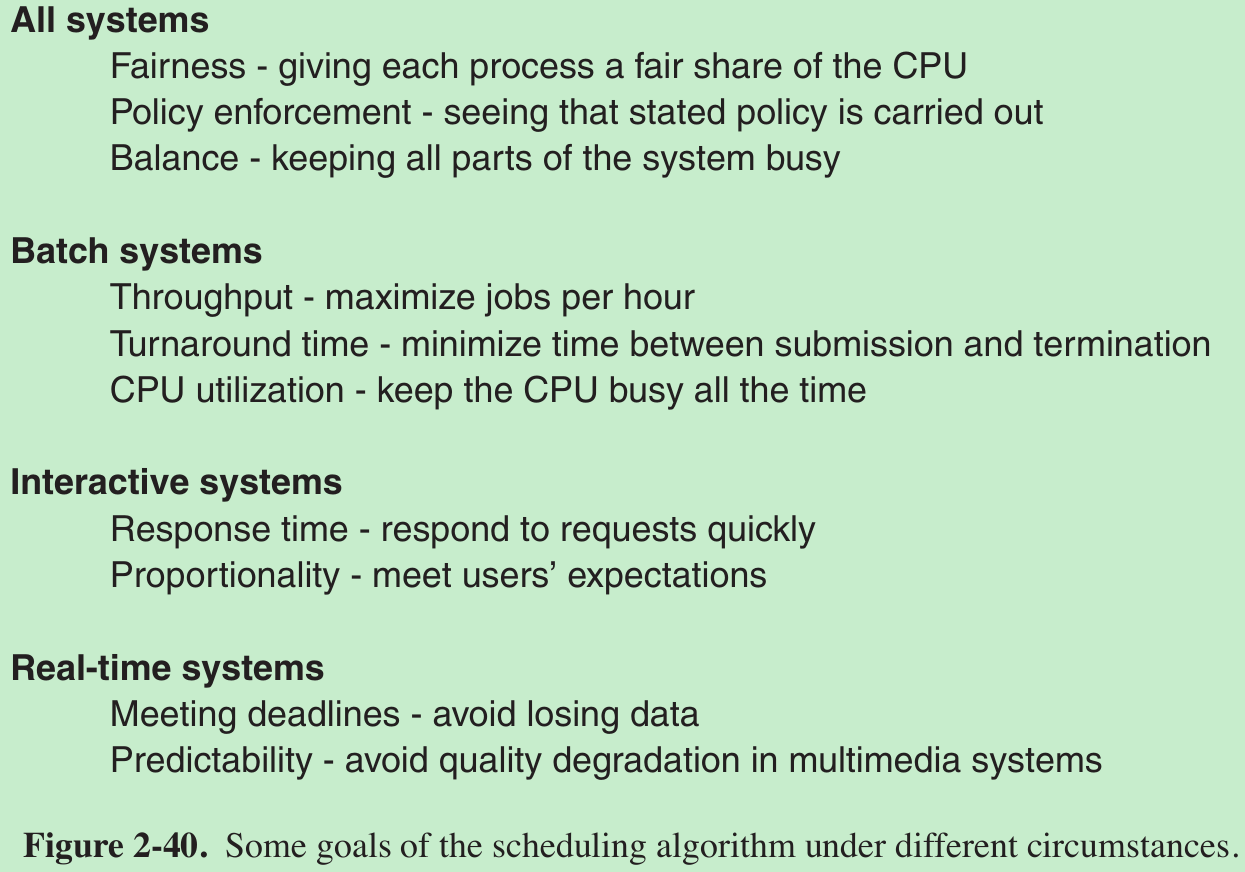 All systems
Fairness - giving each process a fair share of the CPU
Policy enforcement - seeing that stated policy is carried out
Balance - keeping all parts of the system busy
Batch systems
Throughput - maximize jobs per hour
Turnaround time - minimize time between submission and termination
CPU utilization - keep the CPU busy all the time
Interactive systems
Response time - respond to requests quickly
Proportionality - meet users’ expectations
Real-time systems
Meeting deadlines - avoid losing data
Predictability - avoid quality degradation in multimedia systems
Figure 2-40. Some goals of the scheduling algorithm under different circumstances.